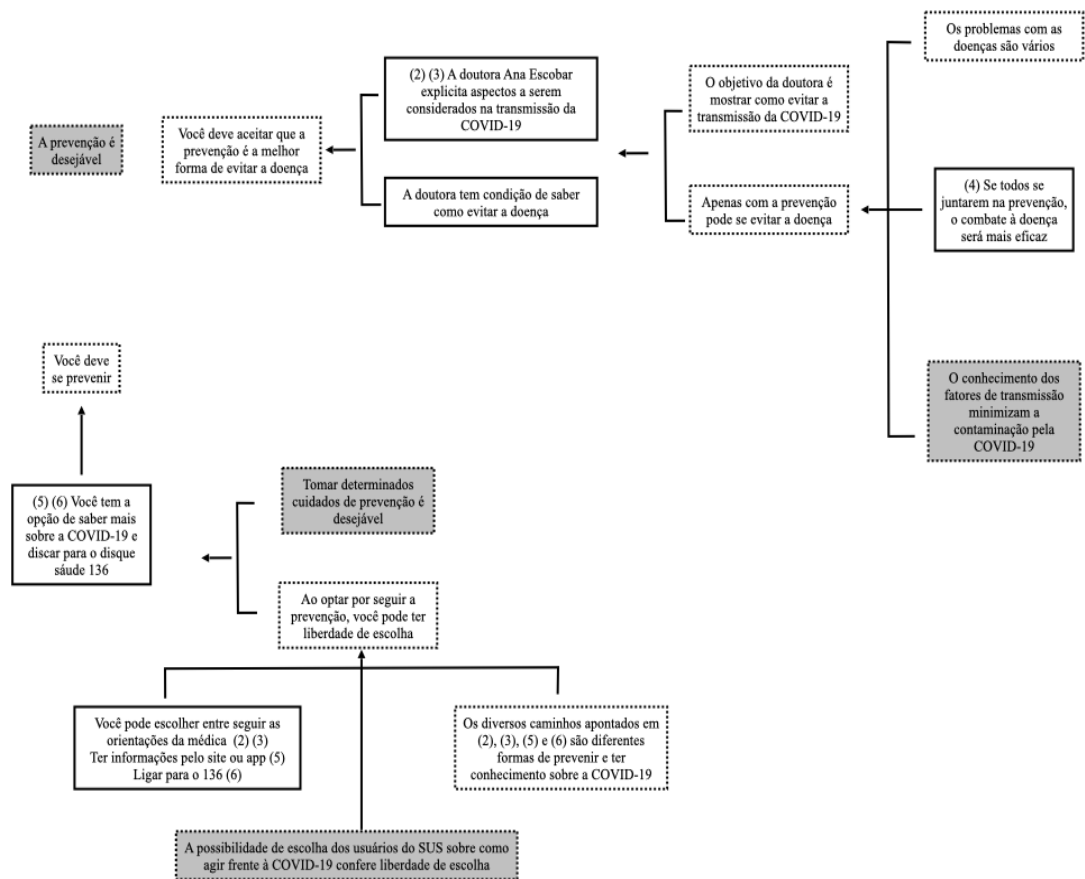 Os problemas com as
doenças são vários
(2) (3) A doutora Ana Escobar
explicita aspectos a serem
considerados na transmissão da
COVID-19
O objetivo da doutora é
mostrar como evitar a
transmissão da COVID-19
A prevenção é
desejável
Você deve aceitar que a
prevenção é a melhor
forma de evitar a doença
A doutora tem condição de saber
como evitar a doença
Apenas com a prevenção
pode se evitar a doença
(4) Se todos se
juntarem na prevenção,
o combate à doença
será mais eficaz
Você deve
se prevenir
O conhecimento dos
fatores de transmissão
minimizam a
contaminação pela
COVID-19
Tomar determinados
cuidados de prevenção é
desejável
(5) (6) Você tem a
opção de saber mais
sobre a COVID-19 e
discar para o disque
sáude 136
Ao optar por seguir a
prevenção, você pode ter
liberdade de escolha
Você pode escolher entre seguir as
orientações da médica (2) (3)
Ter informações pelo site ou app (5)
Ligar para o 136 (6)
Os diversos caminhos apontados em
(2), (3), (5) e (6) são diferentes
formas de prevenir e ter
conhecimento sobre a COVID-19
A possibilidade de escolha dos usuários do SUS sobre como
agir frente à COVID-19 confere liberdade de escolha